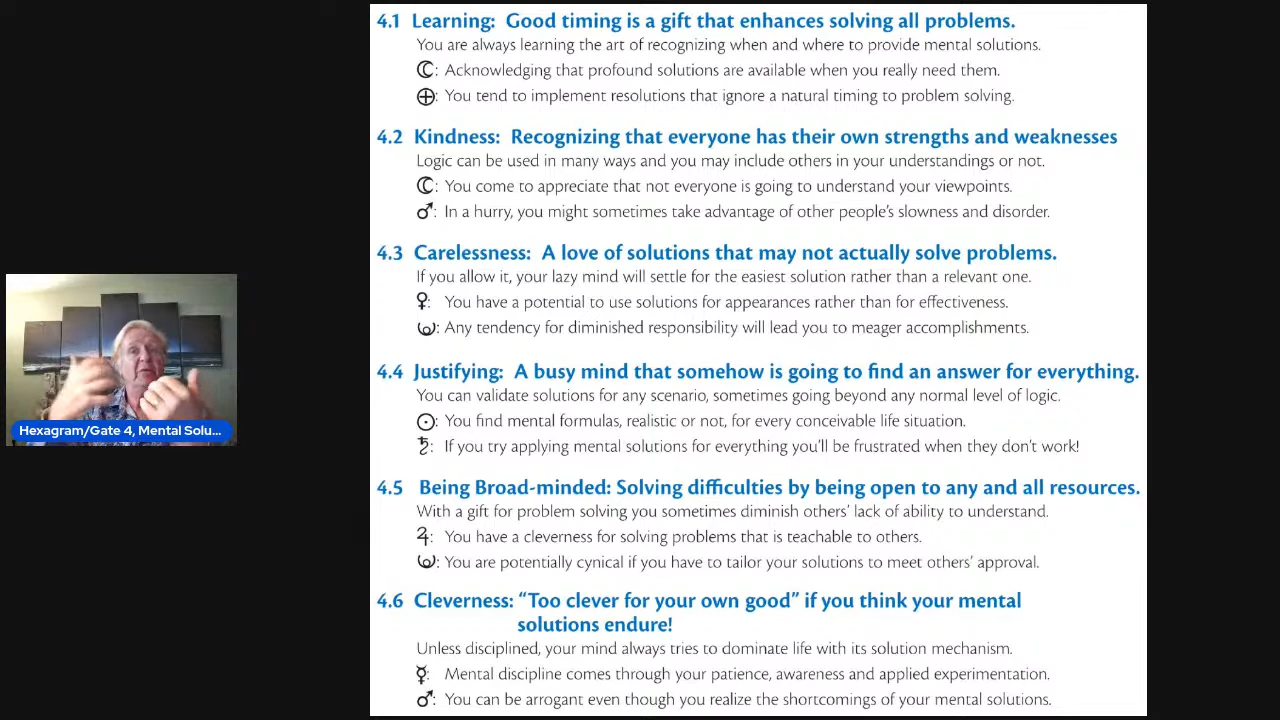 4.1 Learning: Good timing is a gift that enhances solving all problems.
You are always learning the art of recognizing when and where to provide mental solutions.
☾: Acknowledging that profound solutions are available when you really need them.
⊕: You tend to implement resolutions that ignore a natural timing to problem solving.
4.2 Kindness: Recognizing that everyone has their own strengths and weaknesses
Logic can be used in many ways and you may include others in your understandings or not.
☾: You come to appreciate that not everyone is going to understand your viewpoints.
♂: In a hurry, you might sometimes take advantage of other people's slowness and disorder.
4.3 Carelessness: A love of solutions that may not actually solve problems.
If you allow it, your lazy mind will settle for the easiest solution rather than a relevant one.
♀: You have a potential to use solutions for appearances rather than for effectiveness.
: Any tendency for diminished responsibility will lead you to meager accomplishments.
4.4 Justifying: A busy mind that somehow is going to find an answer for everything.
You can validate solutions for any scenario, sometimes going beyond any normal level of logic.
☉: You find mental formulas, realistic or not, for every conceivable life situation.
♄: If you try applying mental solutions for everything you'll be frustrated when they don't work!
4.5 Being Broad-minded: Solving difficulties by being open to any and all resources.
With a gift for problem solving you sometimes diminish others' lack of ability to understand.
♃: You have a cleverness for solving problems that is teachable to others.
: You are potentially cynical if you have to tailor your solutions to meet others' approval.
4.6 Cleverness: "Too clever for your own good" if you think your mental
solutions endure!
Unless disciplined, your mind always tries to dominate life with its solution mechanism.
☿: Mental discipline comes through your patience, awareness and applied experimentation.
♂: You can be arrogant even though you realize the shortcomings of your mental solutions.
Hexagram/Gate 4, Mental Solu...